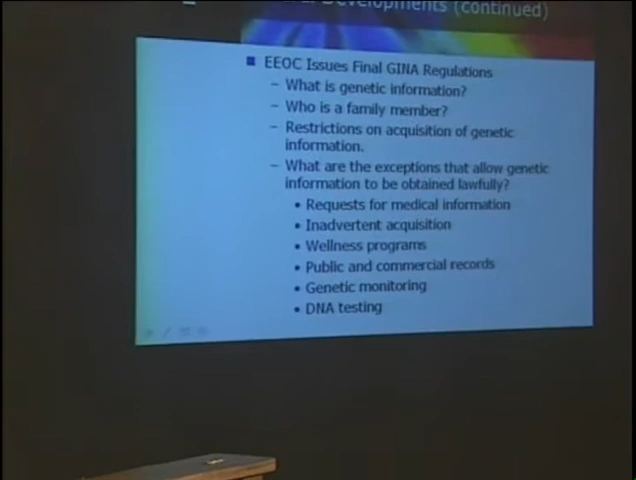 Developments (continued)
EEOC Issues Final GINA Regulations
– What is genetic information?
– Who is a family member?
– Restrictions on acquisition of genetic
information.
– What are the exceptions that allow genetic
information to be obtained lawfully?
• Requests for medical information
• Inadvertent acquisition
• Wellness programs
• Public and commercial records
• Genetic monitoring
• DNA testing